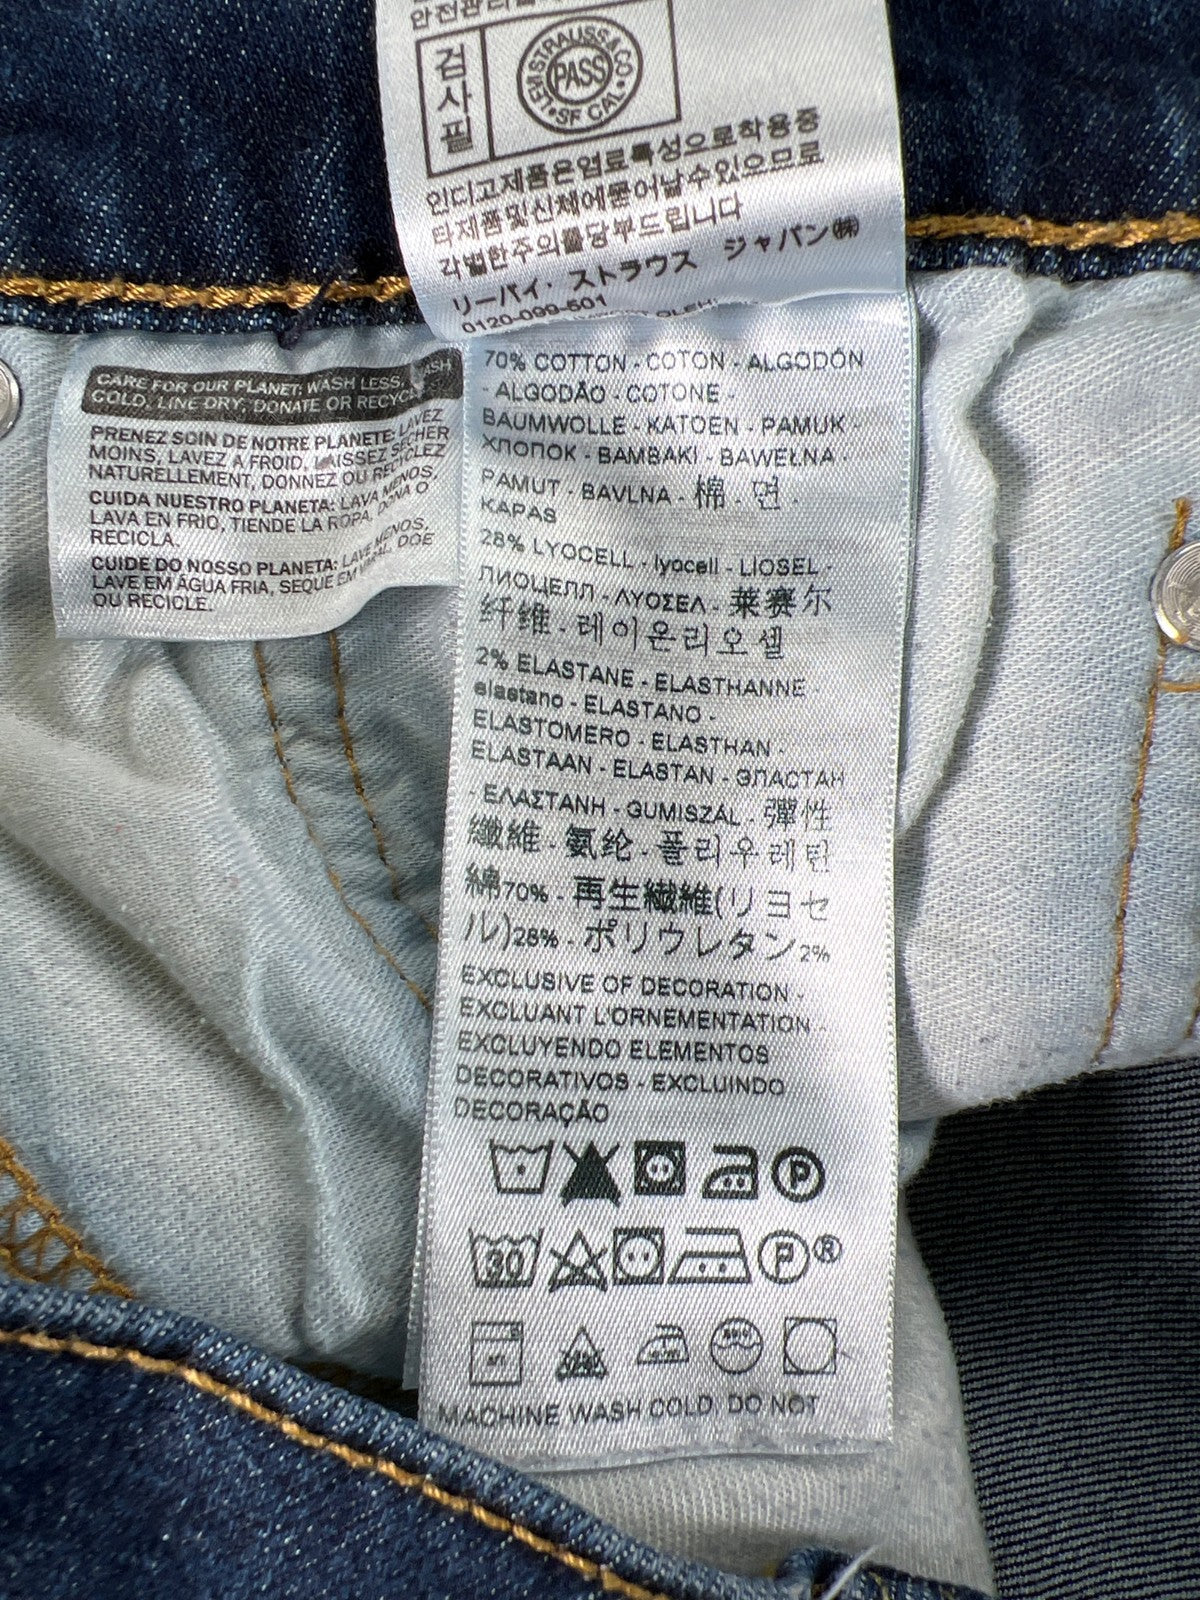 안전관리
검사필
LEVI STRAUSS & CO.
PASS
SF CAL
인디고제품은염료특성으로착용중
타제품및신체에묻어날수있으므로
각별한주의를당부드립니다
リーバイ・ストラウス ジャパン㈱
0120-099-501
CARE FOR OUR PLANET: WASH LESS, WASH
COLD, LINE DRY, DONATE OR RECYCLE
PRENEZ SOIN DE NOTRE PLANETE: LAVEZ
MOINS, LAVEZ A FROID, LAISSEZ SÉCHER
NATURELLEMENT, DONNEZ OU RECYCLEZ
CUIDA NUESTRO PLANETA: LAVA MENOS,
LAVA EN FRIO, TIENDE LA ROPA, DONA O
RECICLA.
CUIDE DO NOSSO PLANETA: LAVE MENOS,
LAVE EM ÁGUA FRIA, SEQUE EM VARAL, DOE
OU RECICLE.
70% COTTON - COTON - ALGODÓN
- ALGODÃO - COTONE -
BAUMWOLLE - KATOEN - PAMUK -
ХЛОПОК - BAMBAKI - BAWEŁNA -
PAMUT - BAVLNA - 棉 - 면 -
KAPAS
28% LYOCELL - lyocell - LIOSEL -
ЛИОЦЕЛЛ - ΛΥΟΣΕΛ - 莱赛尔
纤维 - 레이온리오셀
2% ELASTANE - ELASTHANNE -
elastano - ELASTANO -
ELASTOMERO - ELASTHAN -
ELASTAAN - ELASTAN - ЭЛАСТАН
- ΕΛΑΣΤΑΝΗ - GUMISZÁL - 彈性
纖維 - 氨纶 - 폴리우레탄
綿70% - 再生繊維(リヨセ
ル)28% - ポリウレタン2%
EXCLUSIVE OF DECORATION -
EXCLUANT L'ORNEMENTATION -
EXCLUYENDO ELEMENTOS
DECORATIVOS - EXCLUINDO
DECORAÇÃO
P
30 P ®
MACHINE WASH COLD. DO NOT